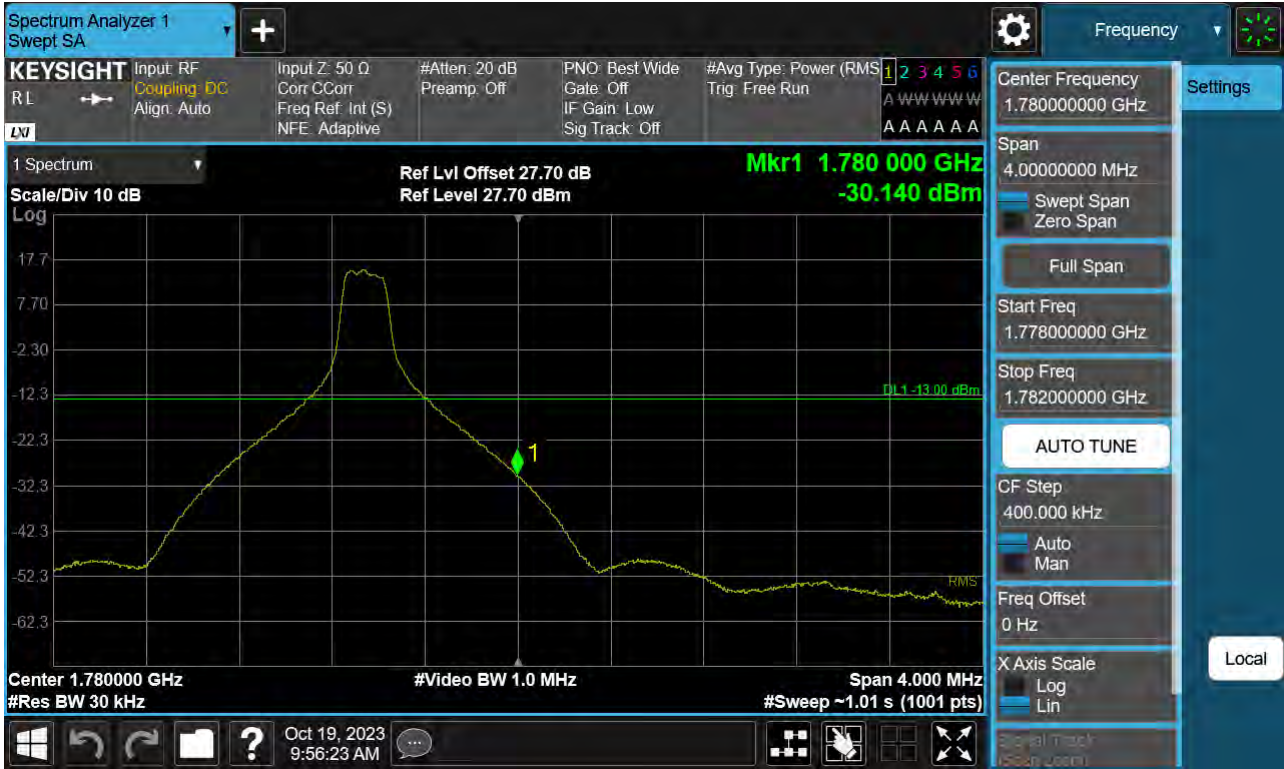 Spectrum Analyzer 1
Swept SA
Frequency
KEYSIGHT
RL
LXI
Input: RF
Coupling: DC
Align: Auto
Input Z: 50 Ω
Corr CCorr
Freq Ref: Int (S)
NFE: Adaptive
#Atten: 20 dB
Preamp: Off
PNO: Best Wide
Gate: Off
IF Gain: Low
Sig Track: Off
#Avg Type: Power (RMS
Trig: Free Run
1 2 3 4 5 6
A W W W W W
A A A A A A
1 Spectrum
Scale/Div 10 dB
Log
Ref Lvl Offset 27.70 dB
Ref Level 27.70 dBm
Mkr1 1.780 000 GHz
-30.140 dBm
17.7
7.70
-2.30
-12.3
-22.3
-32.3
-42.3
-52.3
-62.3
DL1 -13.00 dBm
1
RMS
Center 1.780000 GHz
#Res BW 30 kHz
#Video BW 1.0 MHz
Span 4.000 MHz
#Sweep ~1.01 s (1001 pts)
Center Frequency
1.780000000 GHz
Span
4.00000000 MHz
Swept Span
Zero Span
Full Span
Start Freq
1.778000000 GHz
Stop Freq
1.782000000 GHz
AUTO TUNE
CF Step
400.000 kHz
Auto
Man
Freq Offset
0 Hz
X Axis Scale
Log
Lin
Settings
Local
Oct 19, 2023
9:56:23 AM